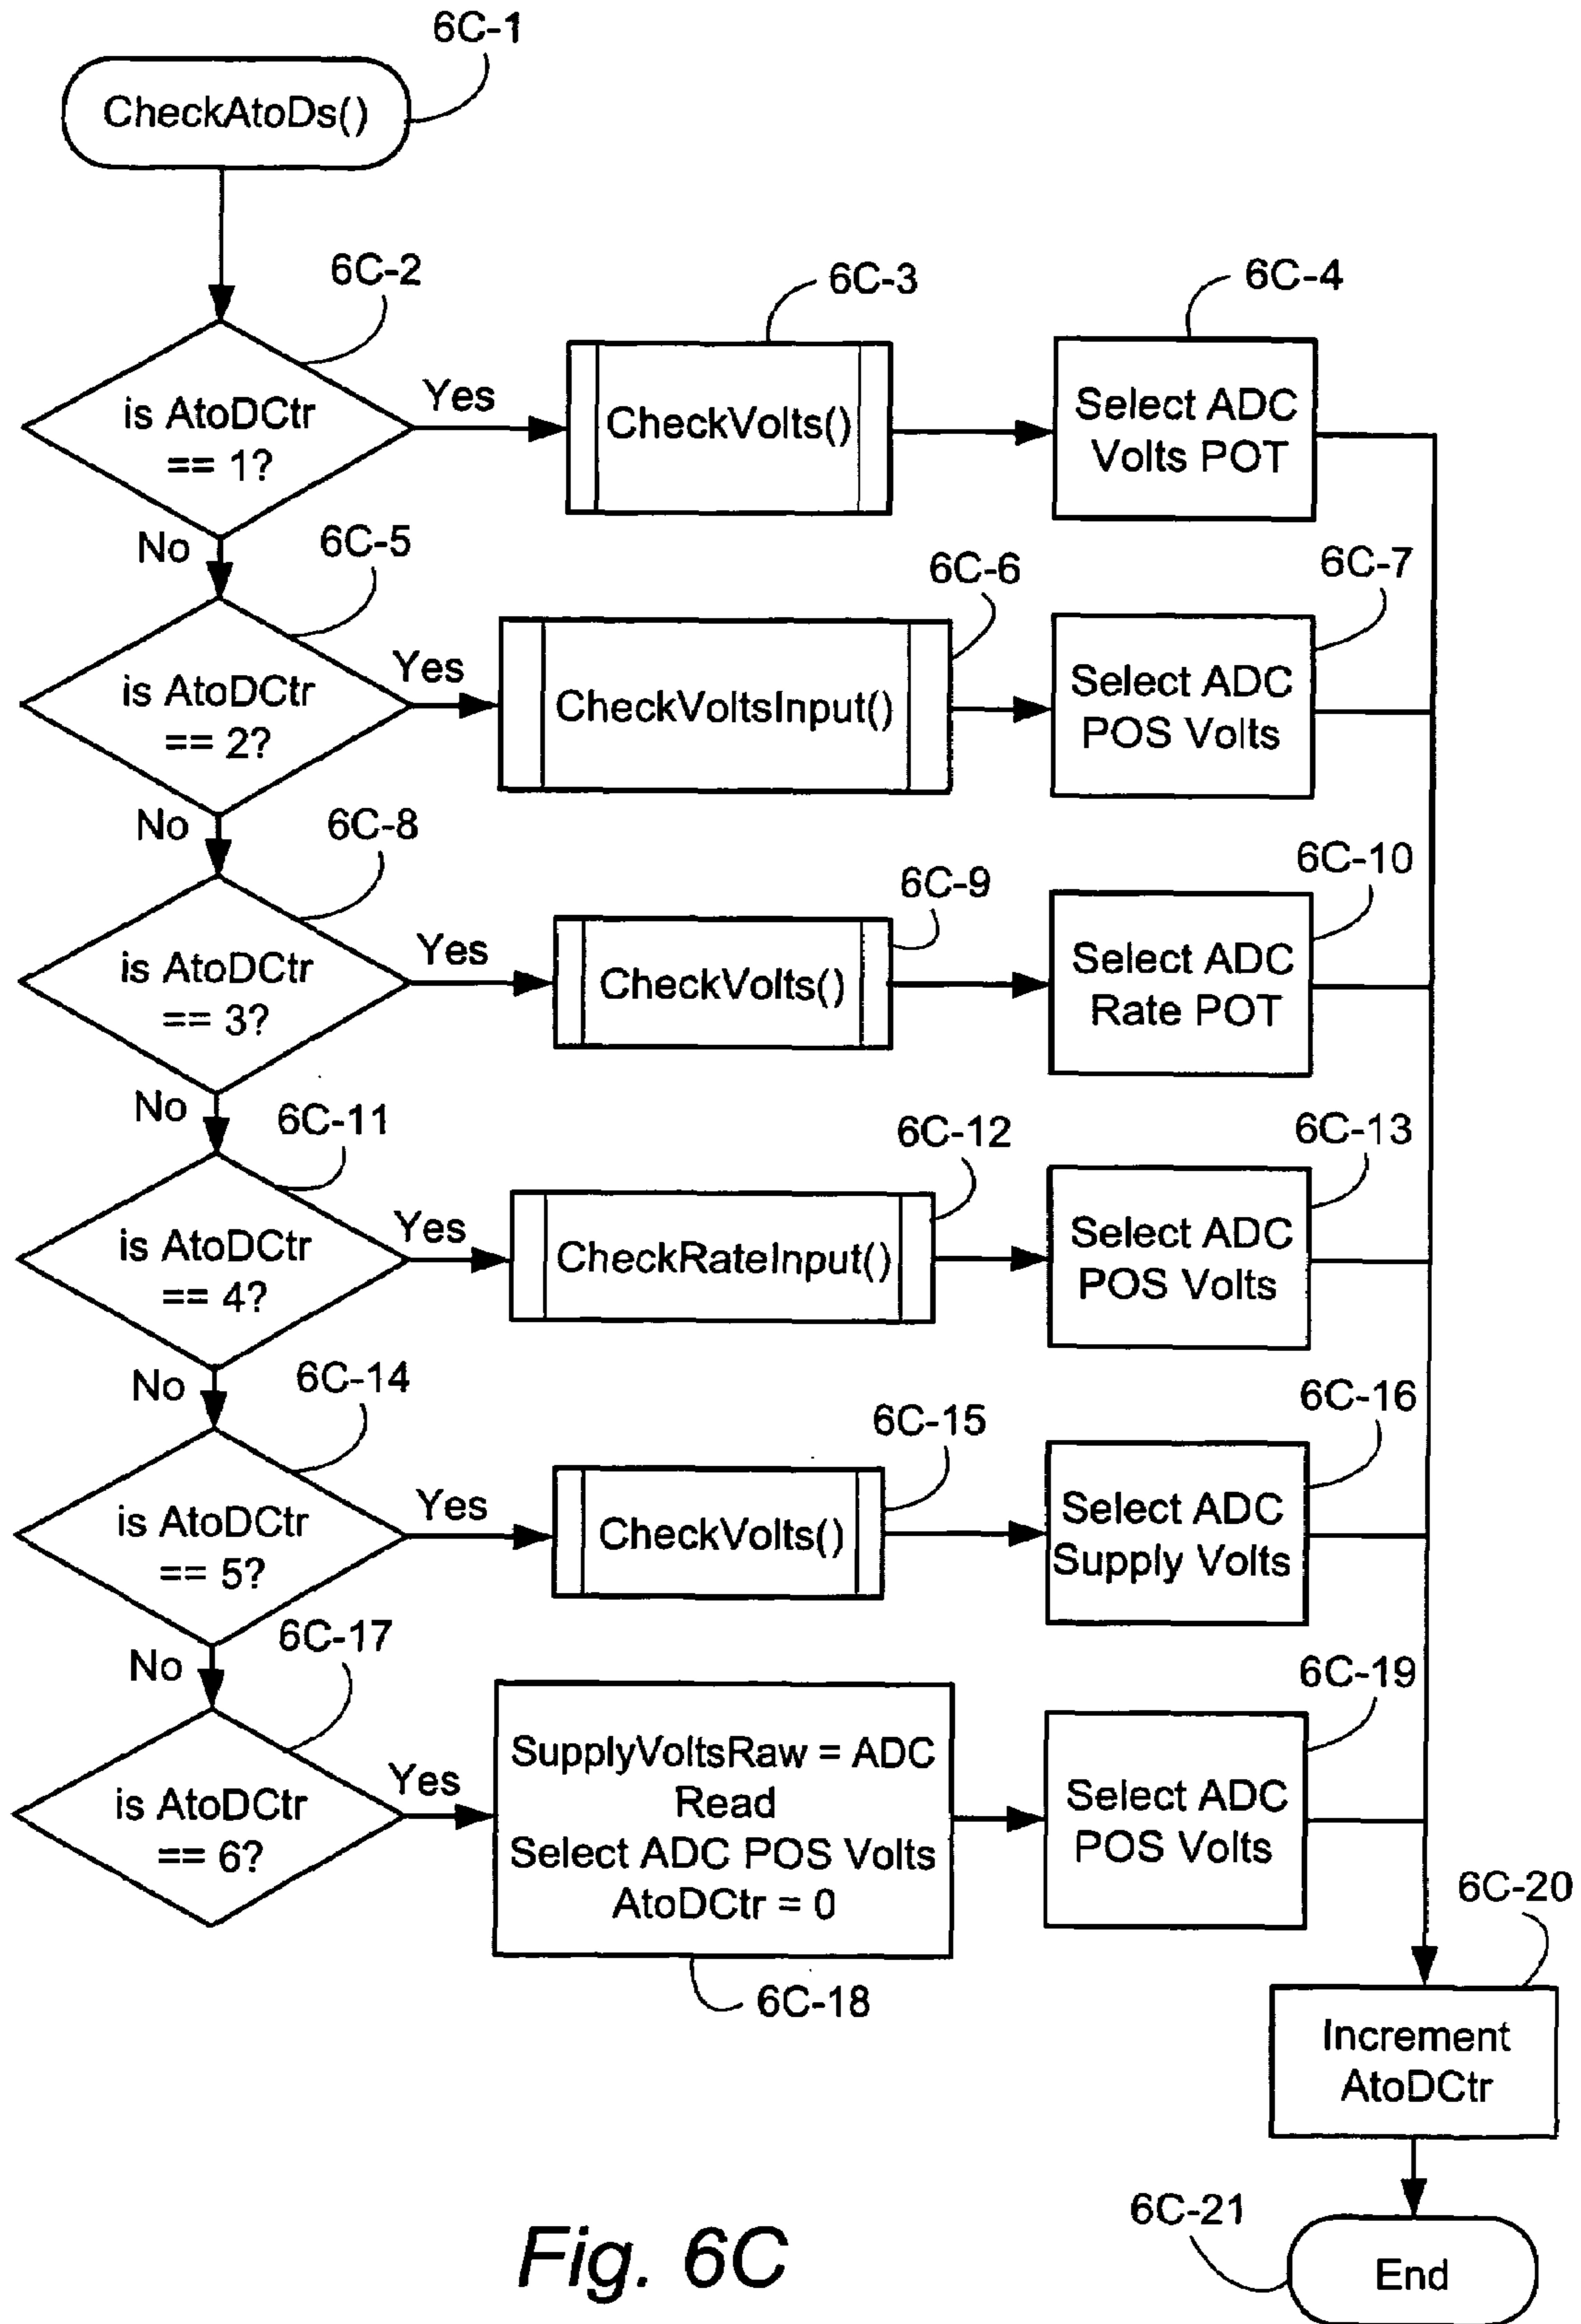 6C-1
CheckAtoDs()
6C-2
6C-3
6C-4
is AtoDCtr
== 1?
Yes
CheckVolts()
Select ADC
Volts POT
No
6C-5
6C-6
6C-7
is AtoDCtr
== 2?
Yes
CheckVoltsInput()
Select ADC
POS Volts
No
6C-8
6C-9
6C-10
is AtoDCtr
== 3?
Yes
CheckVolts()
Select ADC
Rate POT
No
6C-11
6C-12
6C-13
is AtoDCtr
== 4?
Yes
CheckRateInput()
Select ADC
POS Volts
No
6C-14
6C-15
6C-16
is AtoDCtr
== 5?
Yes
CheckVolts()
Select ADC
Supply Volts
No
6C-17
6C-19
is AtoDCtr
== 6?
Yes
SupplyVoltsRaw = ADC
Read
Select ADC POS Volts
AtoDCtr = 0
Select ADC
POS Volts
6C-18
6C-20
Increment
AtoDCtr
6C-21
End
Fig. 6C